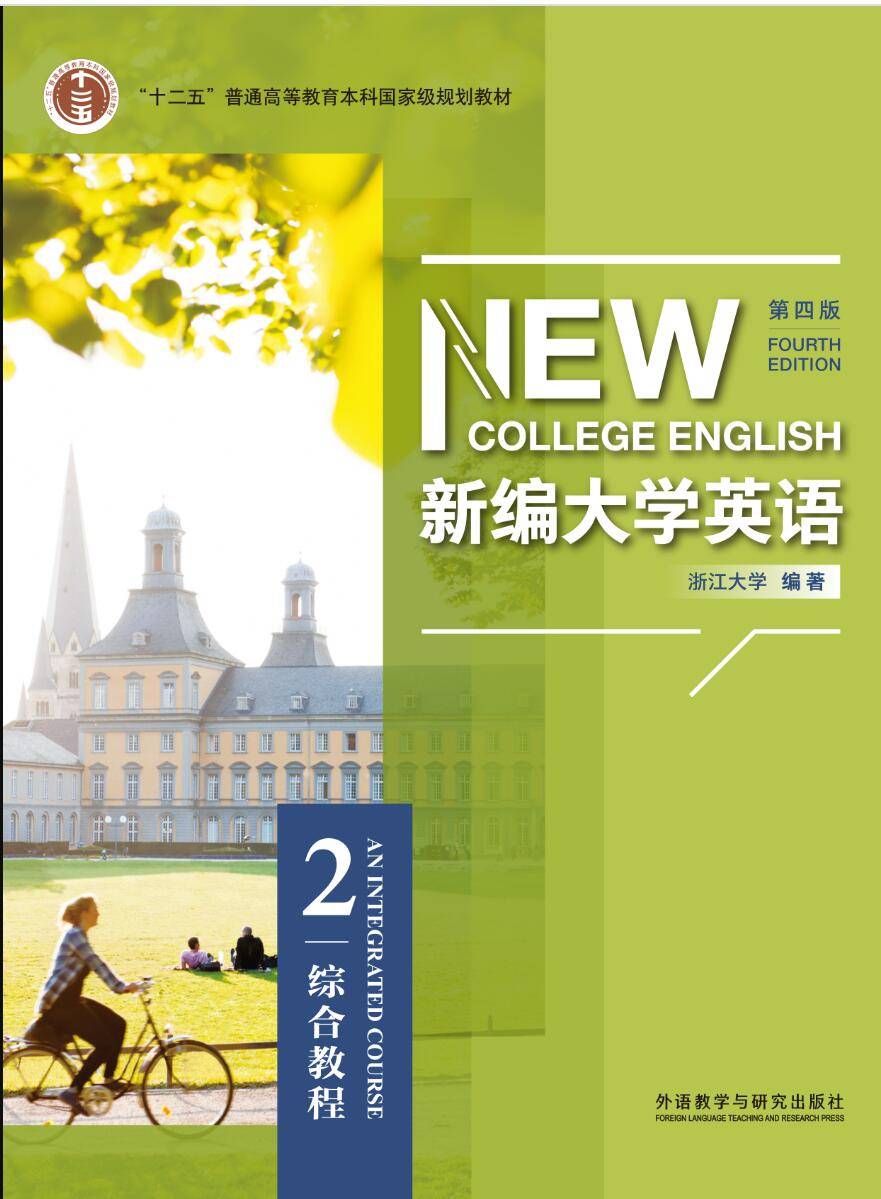 十二五
"十二五"普通高等教育本科国家级规划教材
NEW
第四版
FOURTH
EDITION
COLLEGE ENGLISH
新编大学英语
浙江大学 编著
2
综合教程
AN INTEGRATED COURSE
外语教学与研究出版社
FOREIGN LANGUAGE TEACHING AND RESEARCH PRESS